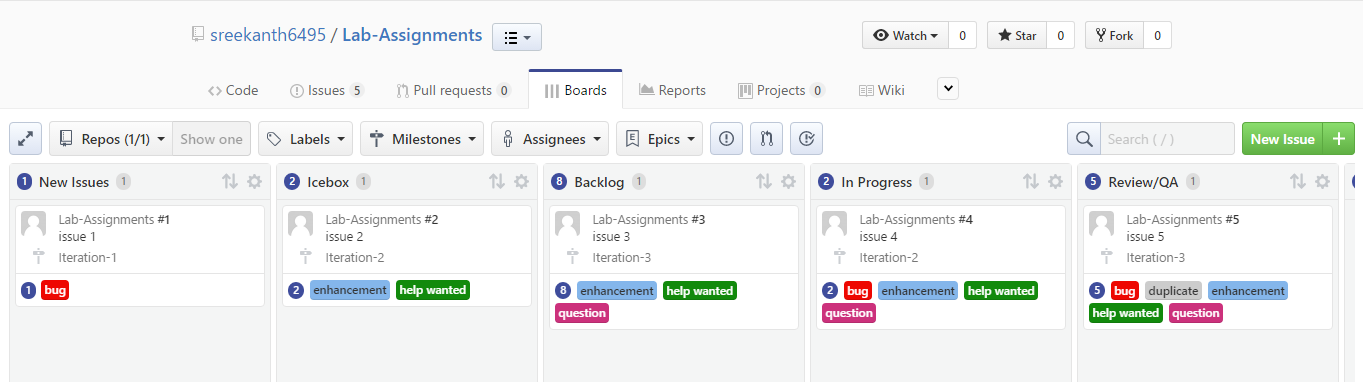 sreekanth6495 / Lab-Assignments
Watch 0 Star 0 Fork 0
Code Issues 5 Pull requests 0 Boards Reports Projects 0 Wiki
Repos (1/1) Show one Labels Milestones Assignees Epics Search ( / ) New Issue +
1 New Issues 1
Lab-Assignments #1
issue 1
Iteration-1
1 bug
2 Icebox 1
Lab-Assignments #2
issue 2
Iteration-2
2 enhancement help wanted
8 Backlog 1
Lab-Assignments #3
issue 3
Iteration-3
8 enhancement help wanted
question
2 In Progress 1
Lab-Assignments #4
issue 4
Iteration-2
2 bug enhancement help wanted
question
5 Review/QA 1
Lab-Assignments #5
issue 5
Iteration-3
5 bug duplicate enhancement
help wanted question